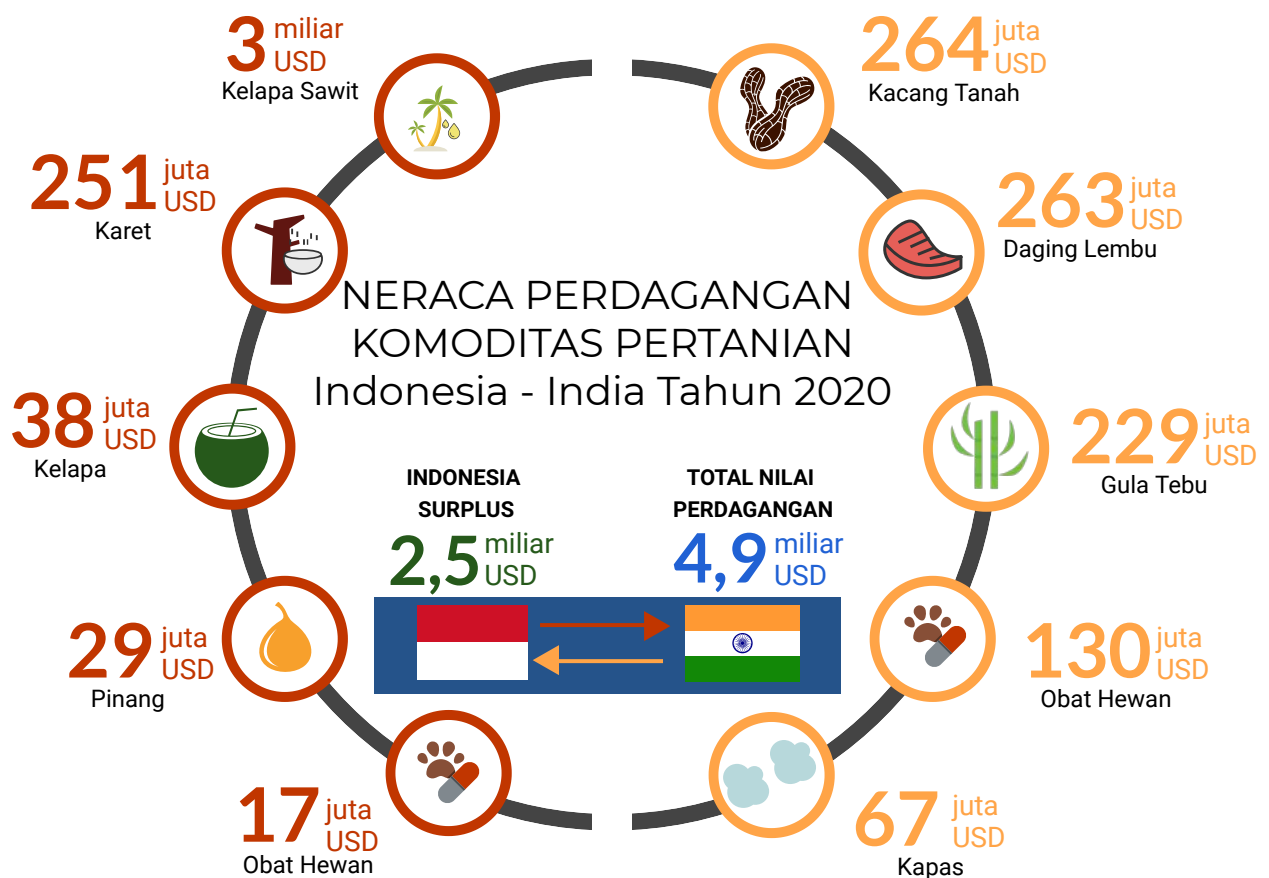 NERACA PERDAGANGAN
KOMODITAS PERTANIAN
Indonesia - India Tahun 2020
3 miliar
USD
Kelapa Sawit
251 juta
USD
Karet
38 juta
USD
Kelapa
29 juta
USD
Pinang
17 juta
USD
Obat Hewan
264 juta
USD
Kacang Tanah
263 juta
USD
Daging Lembu
229 juta
USD
Gula Tebu
130 juta
USD
Obat Hewan
67 juta
USD
Kapas
INDONESIA
SURPLUS
2,5 miliar
USD
TOTAL NILAI
PERDAGANGAN
4,9 miliar
USD